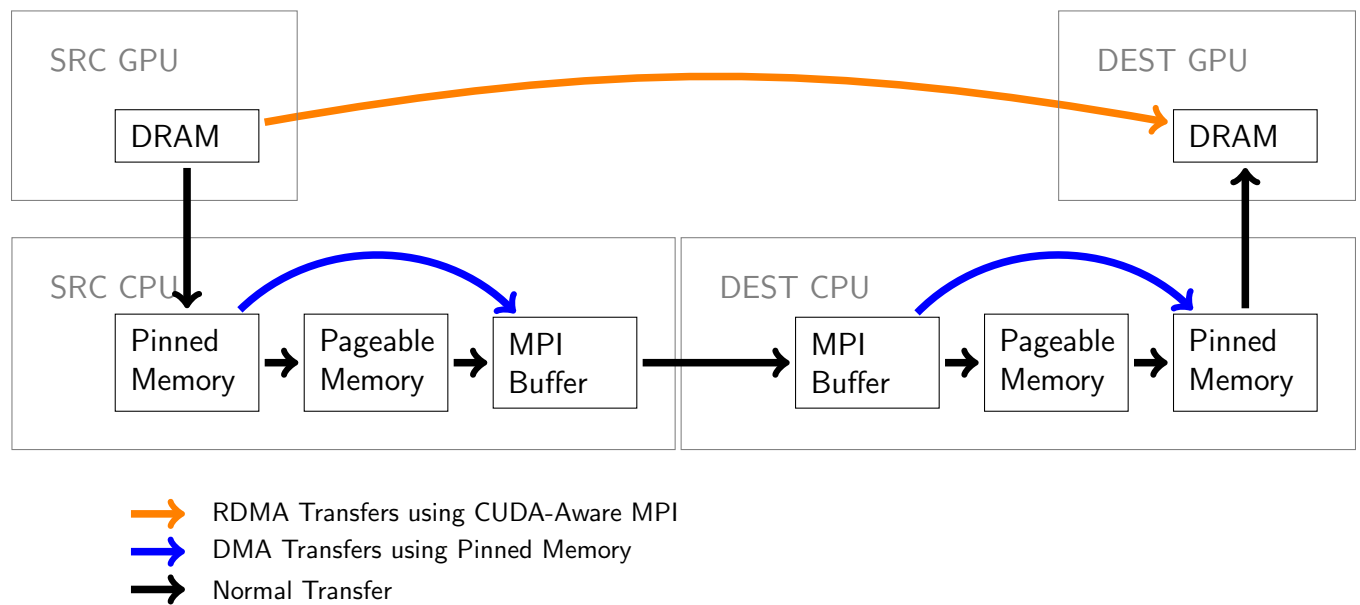 SRC GPU
DEST GPU
DRAM
DRAM
SRC CPU
DEST CPU
Pinned
Memory
Pageable
Memory
MPI
Buffer
MPI
Buffer
Pageable
Memory
Pinned
Memory
RDMA Transfers using CUDA-Aware MPI
DMA Transfers using Pinned Memory
Normal Transfer